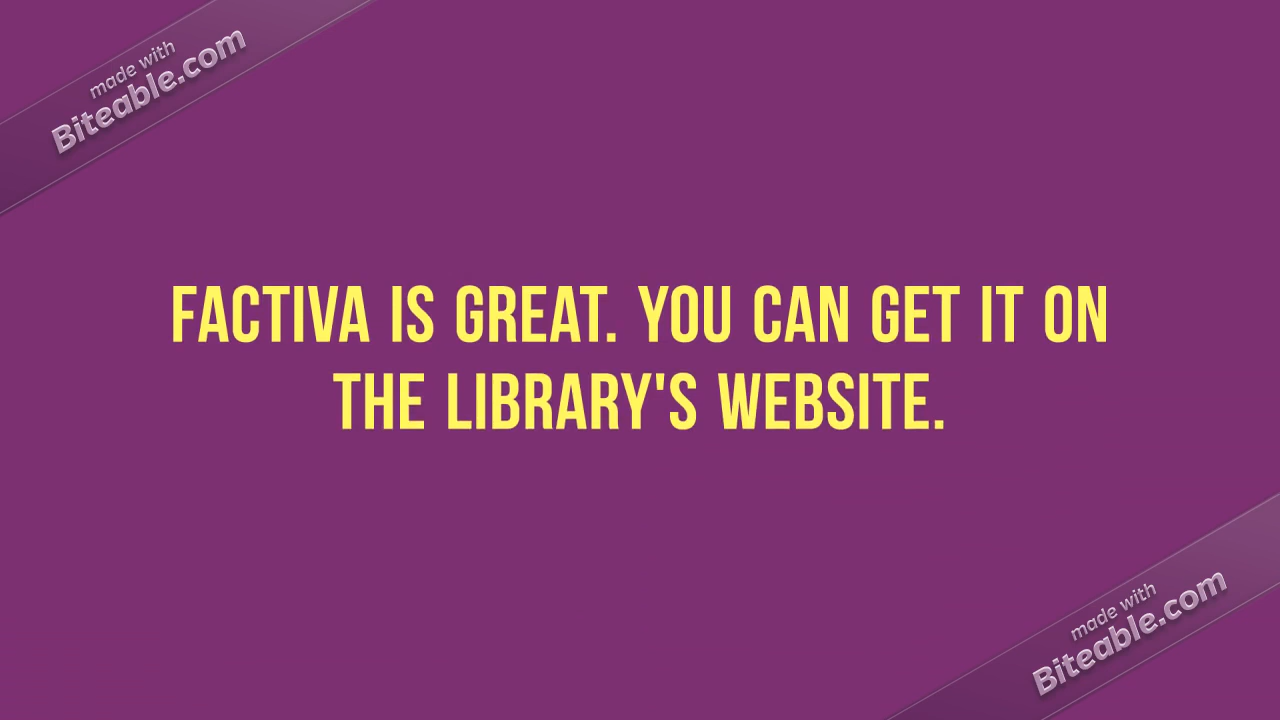 made with
Biteable.com
FACTIVA IS GREAT. YOU CAN GET IT ON
THE LIBRARY'S WEBSITE.
made with
Biteable.com